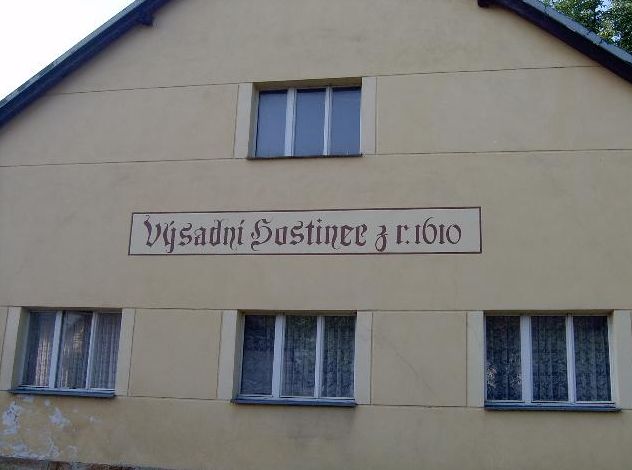 Výsadní Hostinec z r. 1610